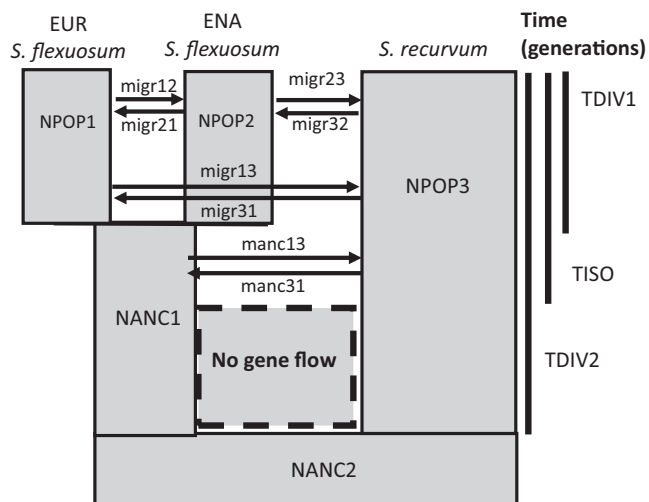 EUR
S. flexuosum
ENA
S. flexuosum
S. recurvum
Time
(generations)
migr12
migr21
migr23
migr32
NPOP1
NPOP2
NPOP3
TDIV1
migr13
migr31
manc13
manc31
TISO
NANC1
No gene flow
TDIV2
NANC2